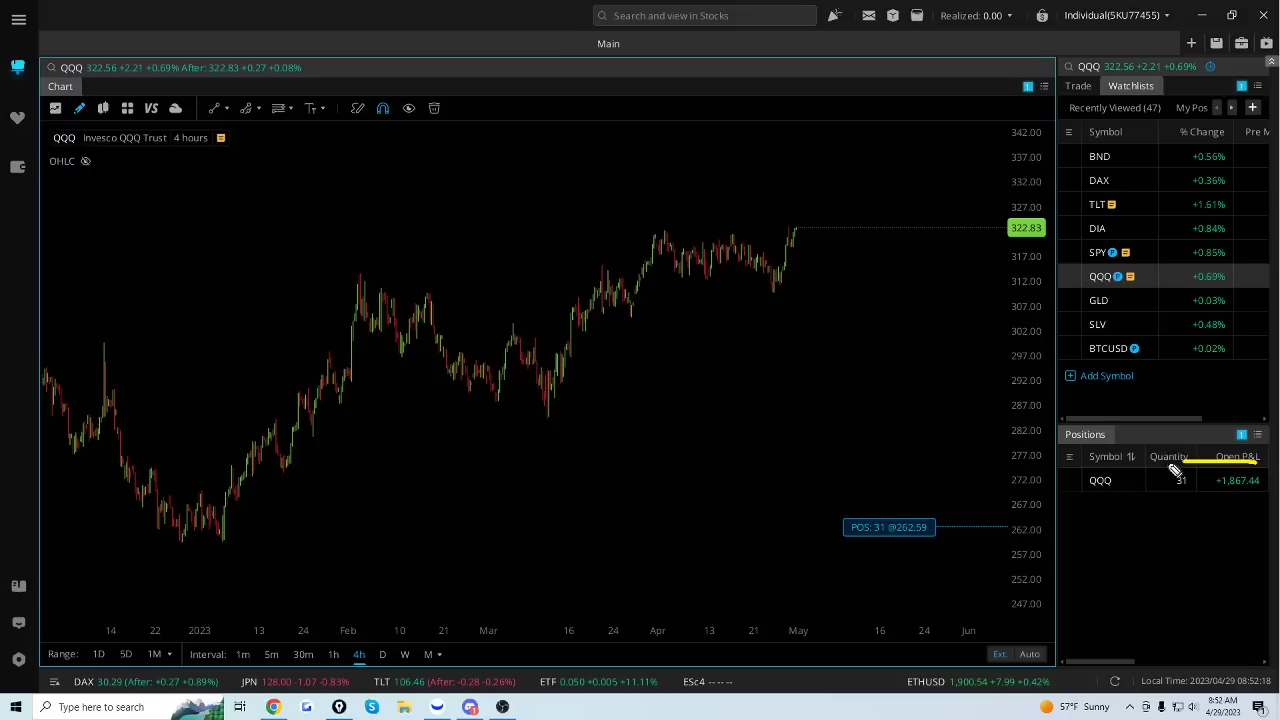 Search and view in Stocks
Realized: 0.00
Individual(5KU77455)
Main
QQQ 322.56 +2.21 +0.69% After: 322.83 +0.27 +0.08%
QQQ 322.56 +2.21 +0.69%
Chart
1
Trade
Watchlists
1
VS
Recently Viewed (47)
My Pos
QQQ Invesco QQQ Trust 4 hours
OHLC
Symbol
% Change
Pre M
BND
+0.56%
DAX
+0.36%
TLT
+1.61%
DIA
+0.84%
SPY P
+0.85%
QQQ P
+0.69%
GLD
+0.03%
SLV
+0.48%
BTCUSD P
+0.02%
Add Symbol
342.00
337.00
332.00
327.00
322.83
317.00
312.00
307.00
302.00
297.00
292.00
287.00
282.00
277.00
272.00
267.00
262.00
257.00
252.00
247.00
POS: 31 @262.59
Positions
1
Symbol
Quantity
Open P&L
QQQ
31
+1,867.44
14
22
2023
13
24
Feb
10
21
Mar
16
24
Apr
13
21
May
16
24
Jun
Range: 1D 5D 1M
Interval: 1m 5m 30m 1h 4h D W M
Ext. Auto
DAX 30.29 (After: +0.27 +0.89%)
JPN 128.00 -1.07 -0.83%
TLT 106.46 (After: -0.28 -0.26%)
ETF 0.050 +0.005 +11.11%
ESc4 -- -- --
ETHUSD 1,900.54 +7.99 +0.42%
Local Time: 2023/04/29 08:52:18
Type here to search
57°F Sunny
8:52 AM
4/29/2023